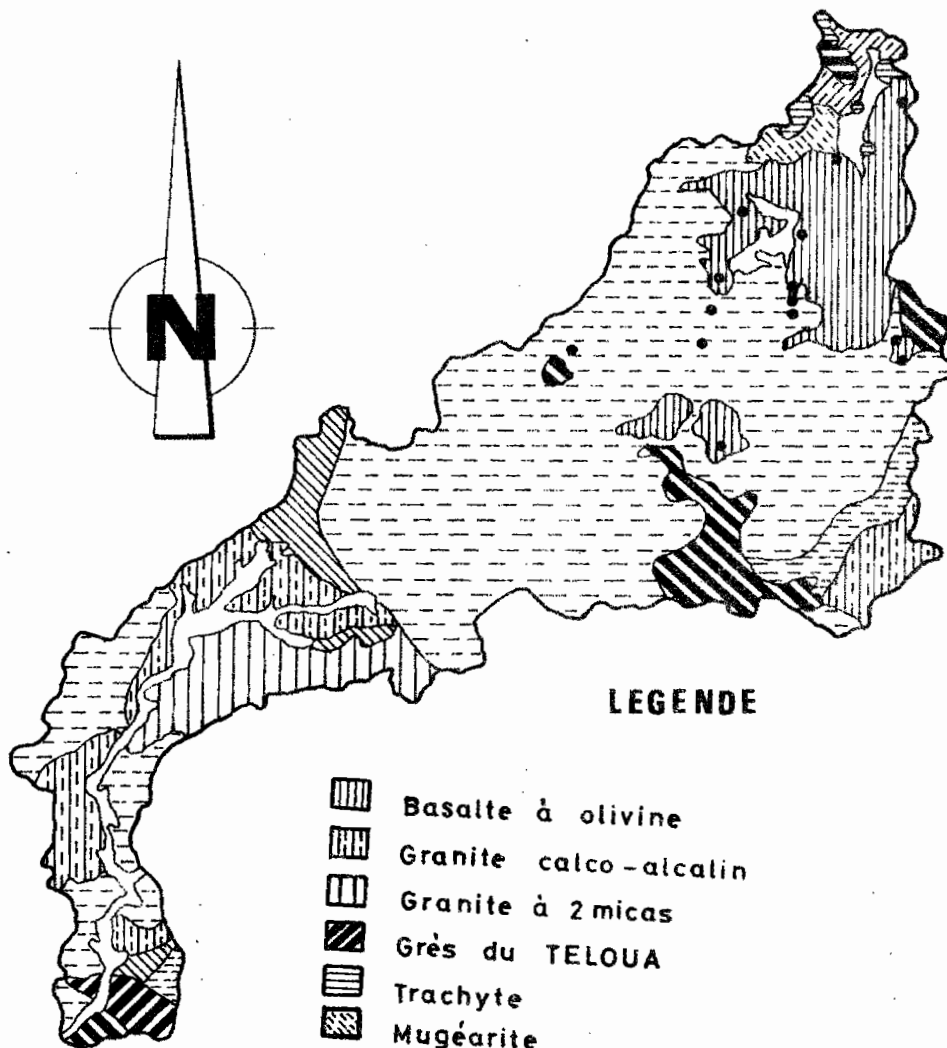 N
LEGENDE
Basalte à olivine
Granite calco-alcalin
Granite à 2 micas
Grès du TELOUA
Trachyte
Mugéarite